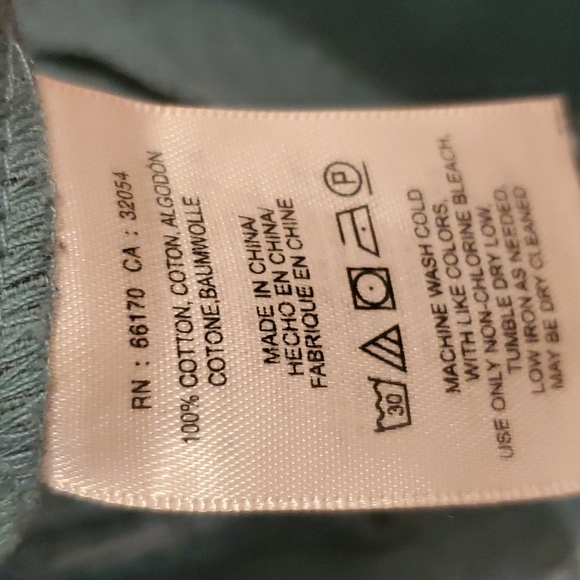 RN : 66170 CA : 32054
100% COTTON, COTON, ALGODÓN
COTONE,BAUMWOLLE
MADE IN CHINA/
HECHO EN CHINA/
FABRIQUE EN CHINE
30
P
MACHINE WASH COLD
WITH LIKE COLORS,
USE ONLY NON-CHLORINE BLEACH,
TUMBLE DRY LOW,
LOW IRON AS NEEDED,
MAY BE DRY CLEANED